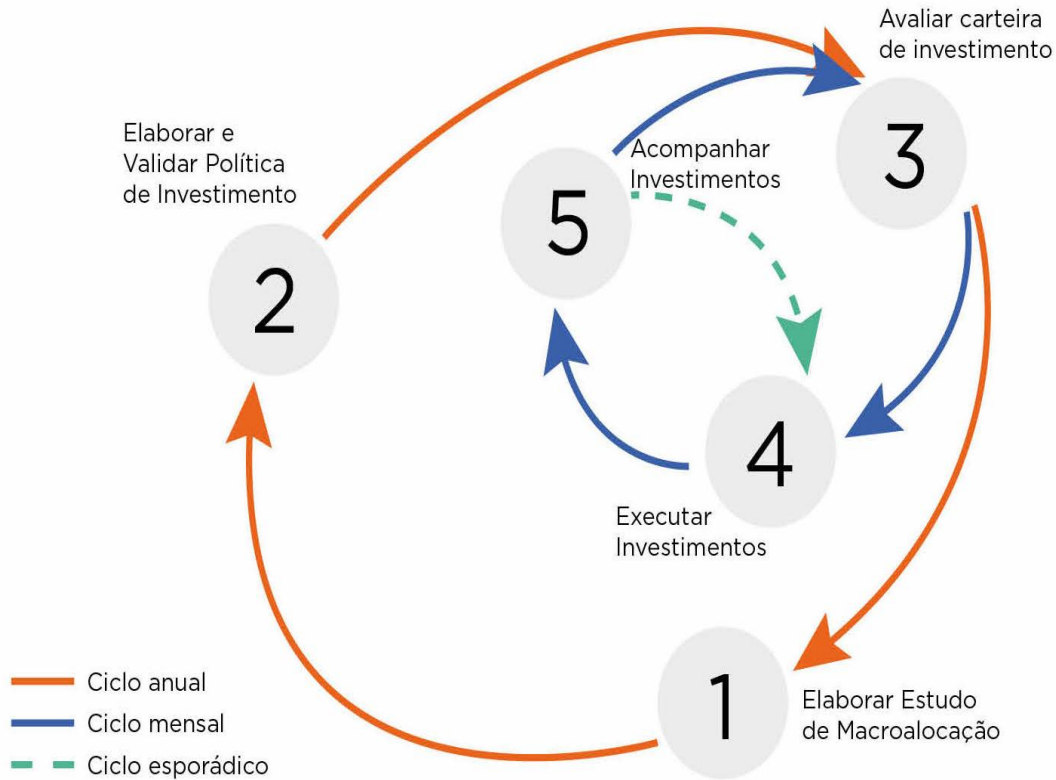 Avaliar carteira
de investimento
3
Elaborar e
Validar Política
de Investimento
2
Acompanhar
Investimentos
5
4
Executar
Investimentos
1
Elaborar Estudo
de Macroalocação
Ciclo anual
Ciclo mensal
Ciclo esporádico